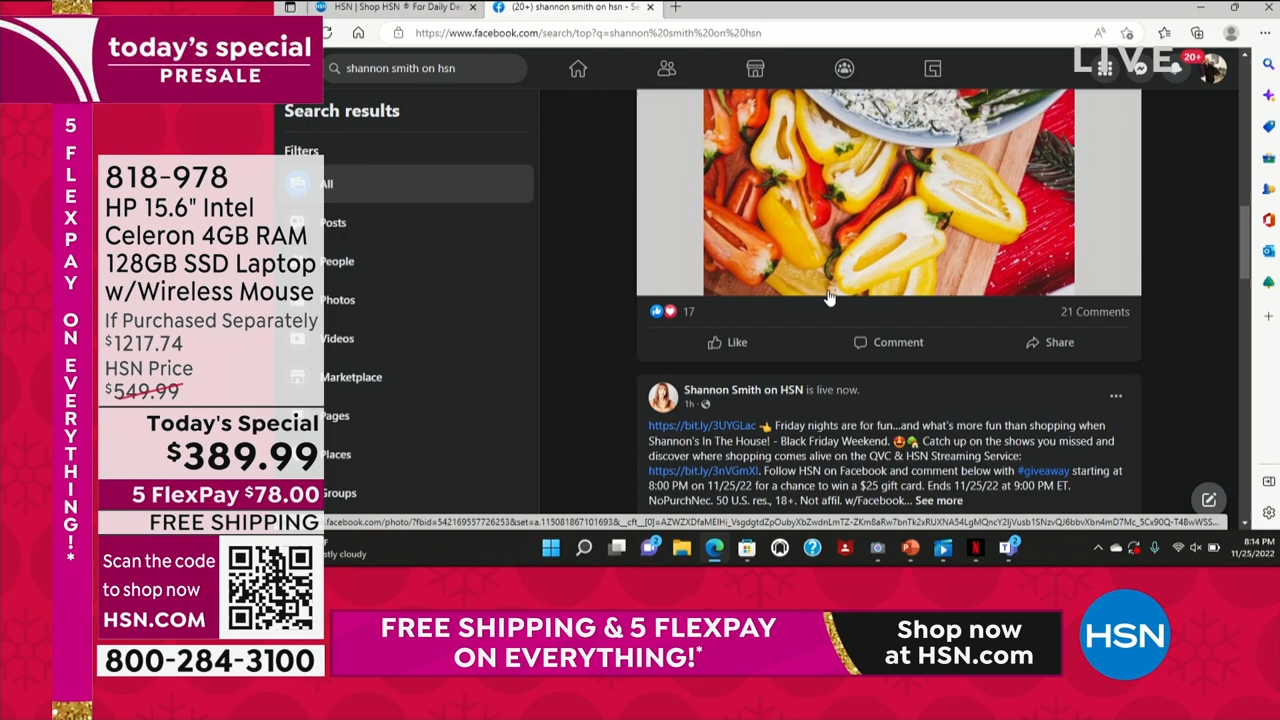 today's special
PRESALE
5 FLEXPAY ON EVERYTHING!*
818-978
HP 15.6" Intel
Celeron 4GB RAM
128GB SSD Laptop
w/Wireless Mouse
If Purchased Separately
$1217.74
HSN Price
$549.99
Today's Special
$389.99
5 FlexPay $78.00
FREE SHIPPING
Scan the code
to shop now
HSN.COM
800-284-3100
HSN | Shop HSN ® For Daily De
(20+) shannon smith on hsn - Se
https://www.facebook.com/search/top?q=shannon%20smith%20on%20hsn
LIVE
shannon smith on hsn
20+
Search results
Filters
All
Posts
People
Photos
Videos
Marketplace
Pages
Places
Groups
17
21 Comments
Like
Comment
Share
Shannon Smith on HSN is live now.
1h
https://bit.ly/3UYGLac 👍 Friday nights are for fun...and what's more fun than shopping when
Shannon's In The House! - Black Friday Weekend. 🤩🏡 Catch up on the shows you missed and
discover where shopping comes alive on the QVC & HSN Streaming Service:
https://bit.ly/3nVGmXl. Follow HSN on Facebook and comment below with #giveaway starting at
8:00 PM on 11/25/22 for a chance to win a $25 gift card. Ends 11/25/22 at 9:00 PM ET.
NoPurchNec. 50 U.S. res., 18+. Not affil. w/Facebook... See more
tly cloudy
8:14 PM
11/25/2022
FREE SHIPPING & 5 FLEXPAY
ON EVERYTHING!*
Shop now
at HSN.com
HSN